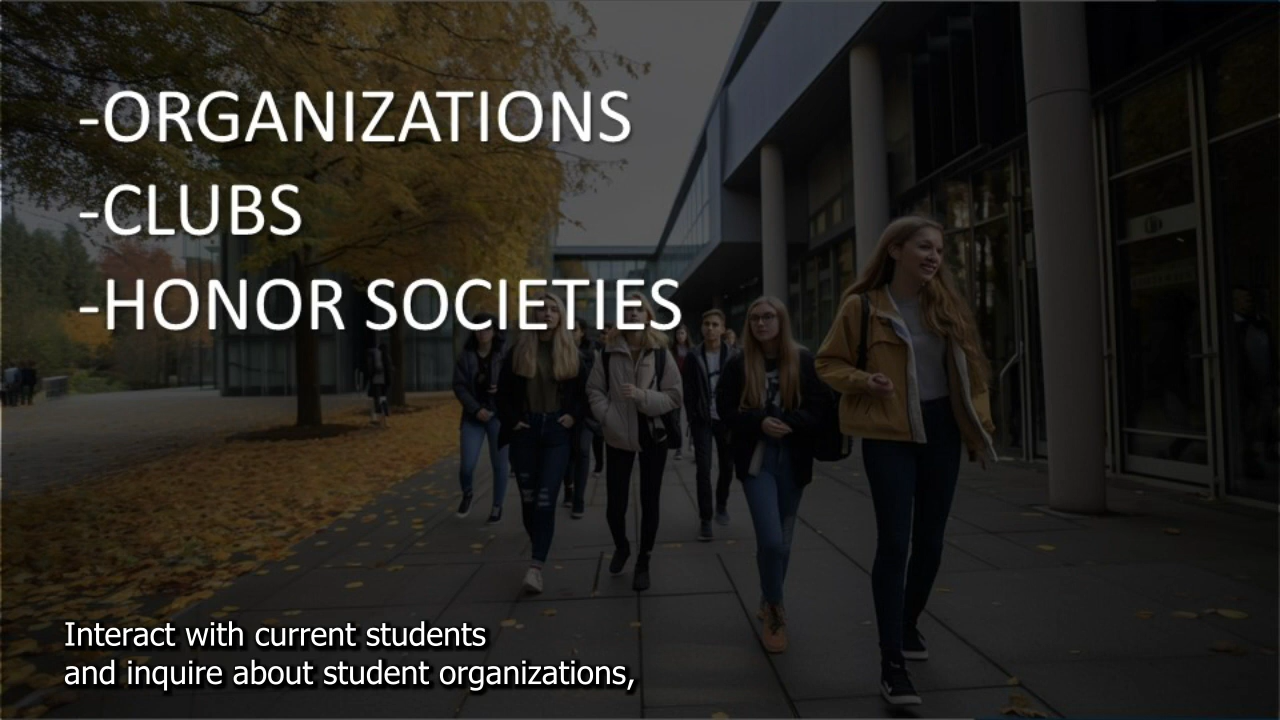 -ORGANIZATIONS
-CLUBS
-HONOR SOCIETIES
Interact with current students
and inquire about student organizations,